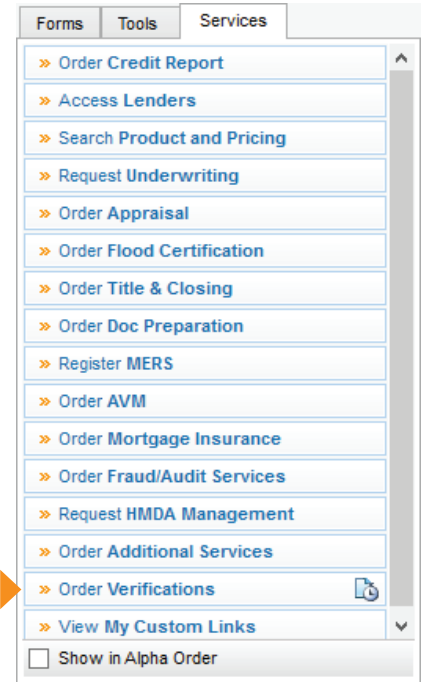 Forms Tools Services
» Order Credit Report
» Access Lenders
» Search Product and Pricing
» Request Underwriting
» Order Appraisal
» Order Flood Certification
» Order Title & Closing
» Order Doc Preparation
» Register MERS
» Order AVM
» Order Mortgage Insurance
» Order Fraud/Audit Services
» Request HMDA Management
» Order Additional Services
» Order Verifications
» View My Custom Links
Show in Alpha Order